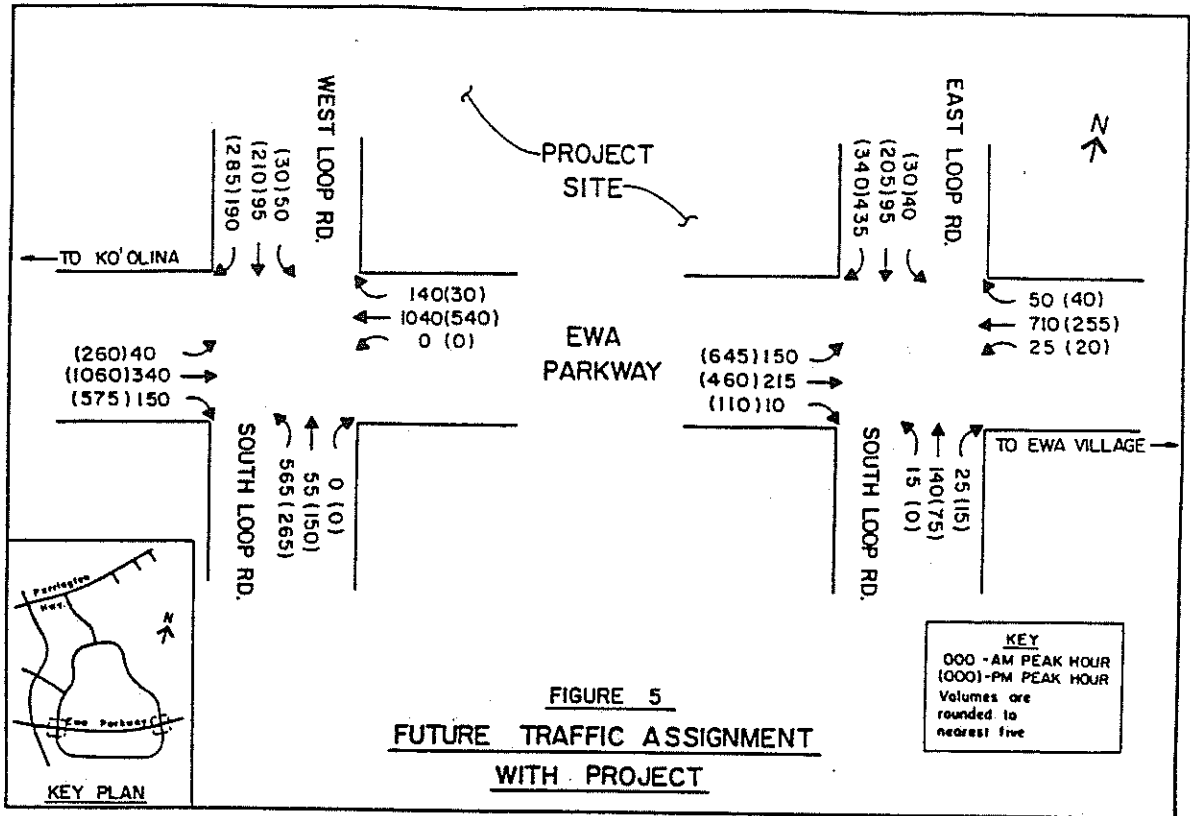 WEST LOOP RD.
(285)190
(210)95
(30)50
PROJECT
SITE
EAST LOOP RD.
(340)435
(205)95
(30)40
N
TO KO'OLINA
140(30)
1040(540)
0 (0)
50 (40)
710(255)
25 (20)
(260)40
(1060)340
(575)150
EWA
PARKWAY
(645)150
(460)215
(110)10
SOUTH LOOP RD.
565(265)
55(150)
0 (0)
SOUTH LOOP RD.
15 (0)
140(75)
25(15)
TO EWA VILLAGE
Farrington
Hwy.
N
Ewa Parkway
KEY PLAN
FIGURE 5
FUTURE TRAFFIC ASSIGNMENT
WITH PROJECT
KEY
000 -AM PEAK HOUR
(000)-PM PEAK HOUR
Volumes are
rounded to
nearest five